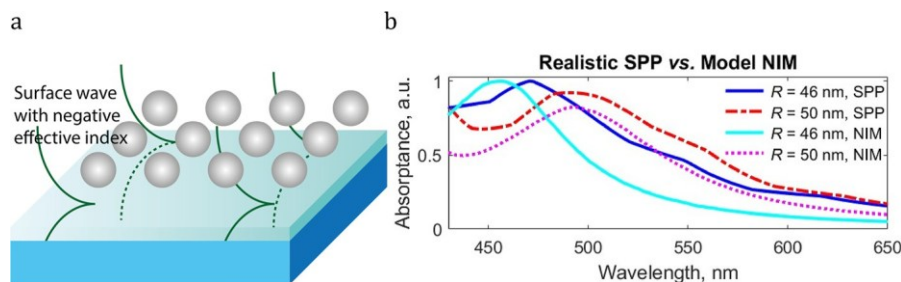 a
Surface wave
with negative
effective index
b
Realistic SPP vs. Model NIM
Absorptance, a.u.
1
0.5
0
R = 46 nm, SPP
R = 50 nm, SPP
R = 46 nm, NIM
R = 50 nm, NIM
450 500 550 600 650
Wavelength, nm